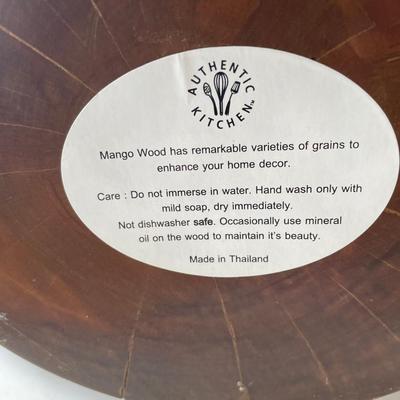 AUTHENTIC
KITCHEN™
Mango Wood has remarkable varieties of grains to
enhance your home decor.
Care : Do not immerse in water. Hand wash only with
mild soap, dry immediately.
Not dishwasher safe. Occasionally use mineral
oil on the wood to maintain it's beauty.
Made in Thailand